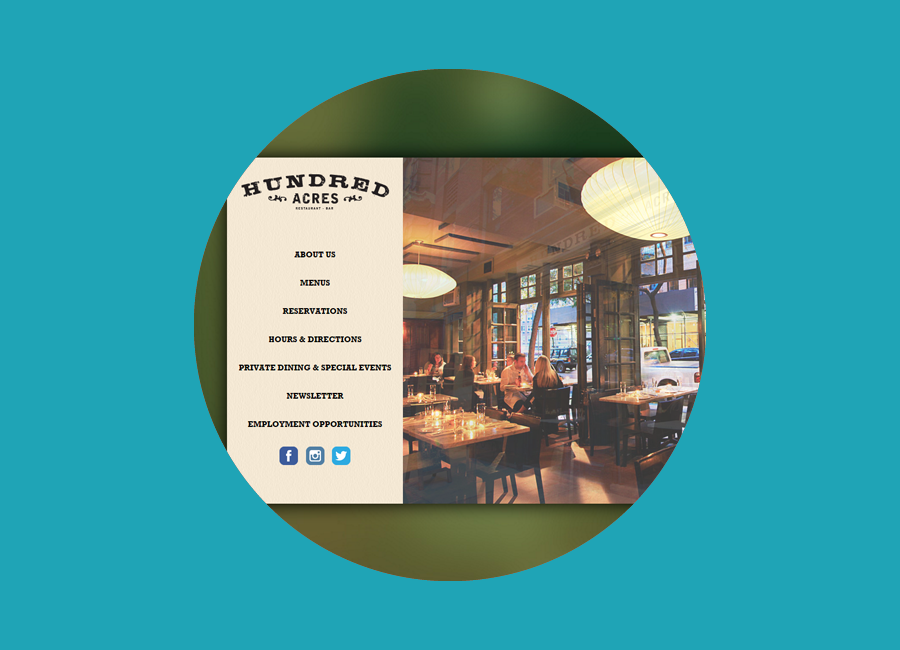 HUNDRED
ACRES
RESTAURANT - BAR
ABOUT US
MENUS
RESERVATIONS
HOURS & DIRECTIONS
PRIVATE DINING & SPECIAL EVENTS
NEWSLETTER
EMPLOYMENT OPPORTUNITIES